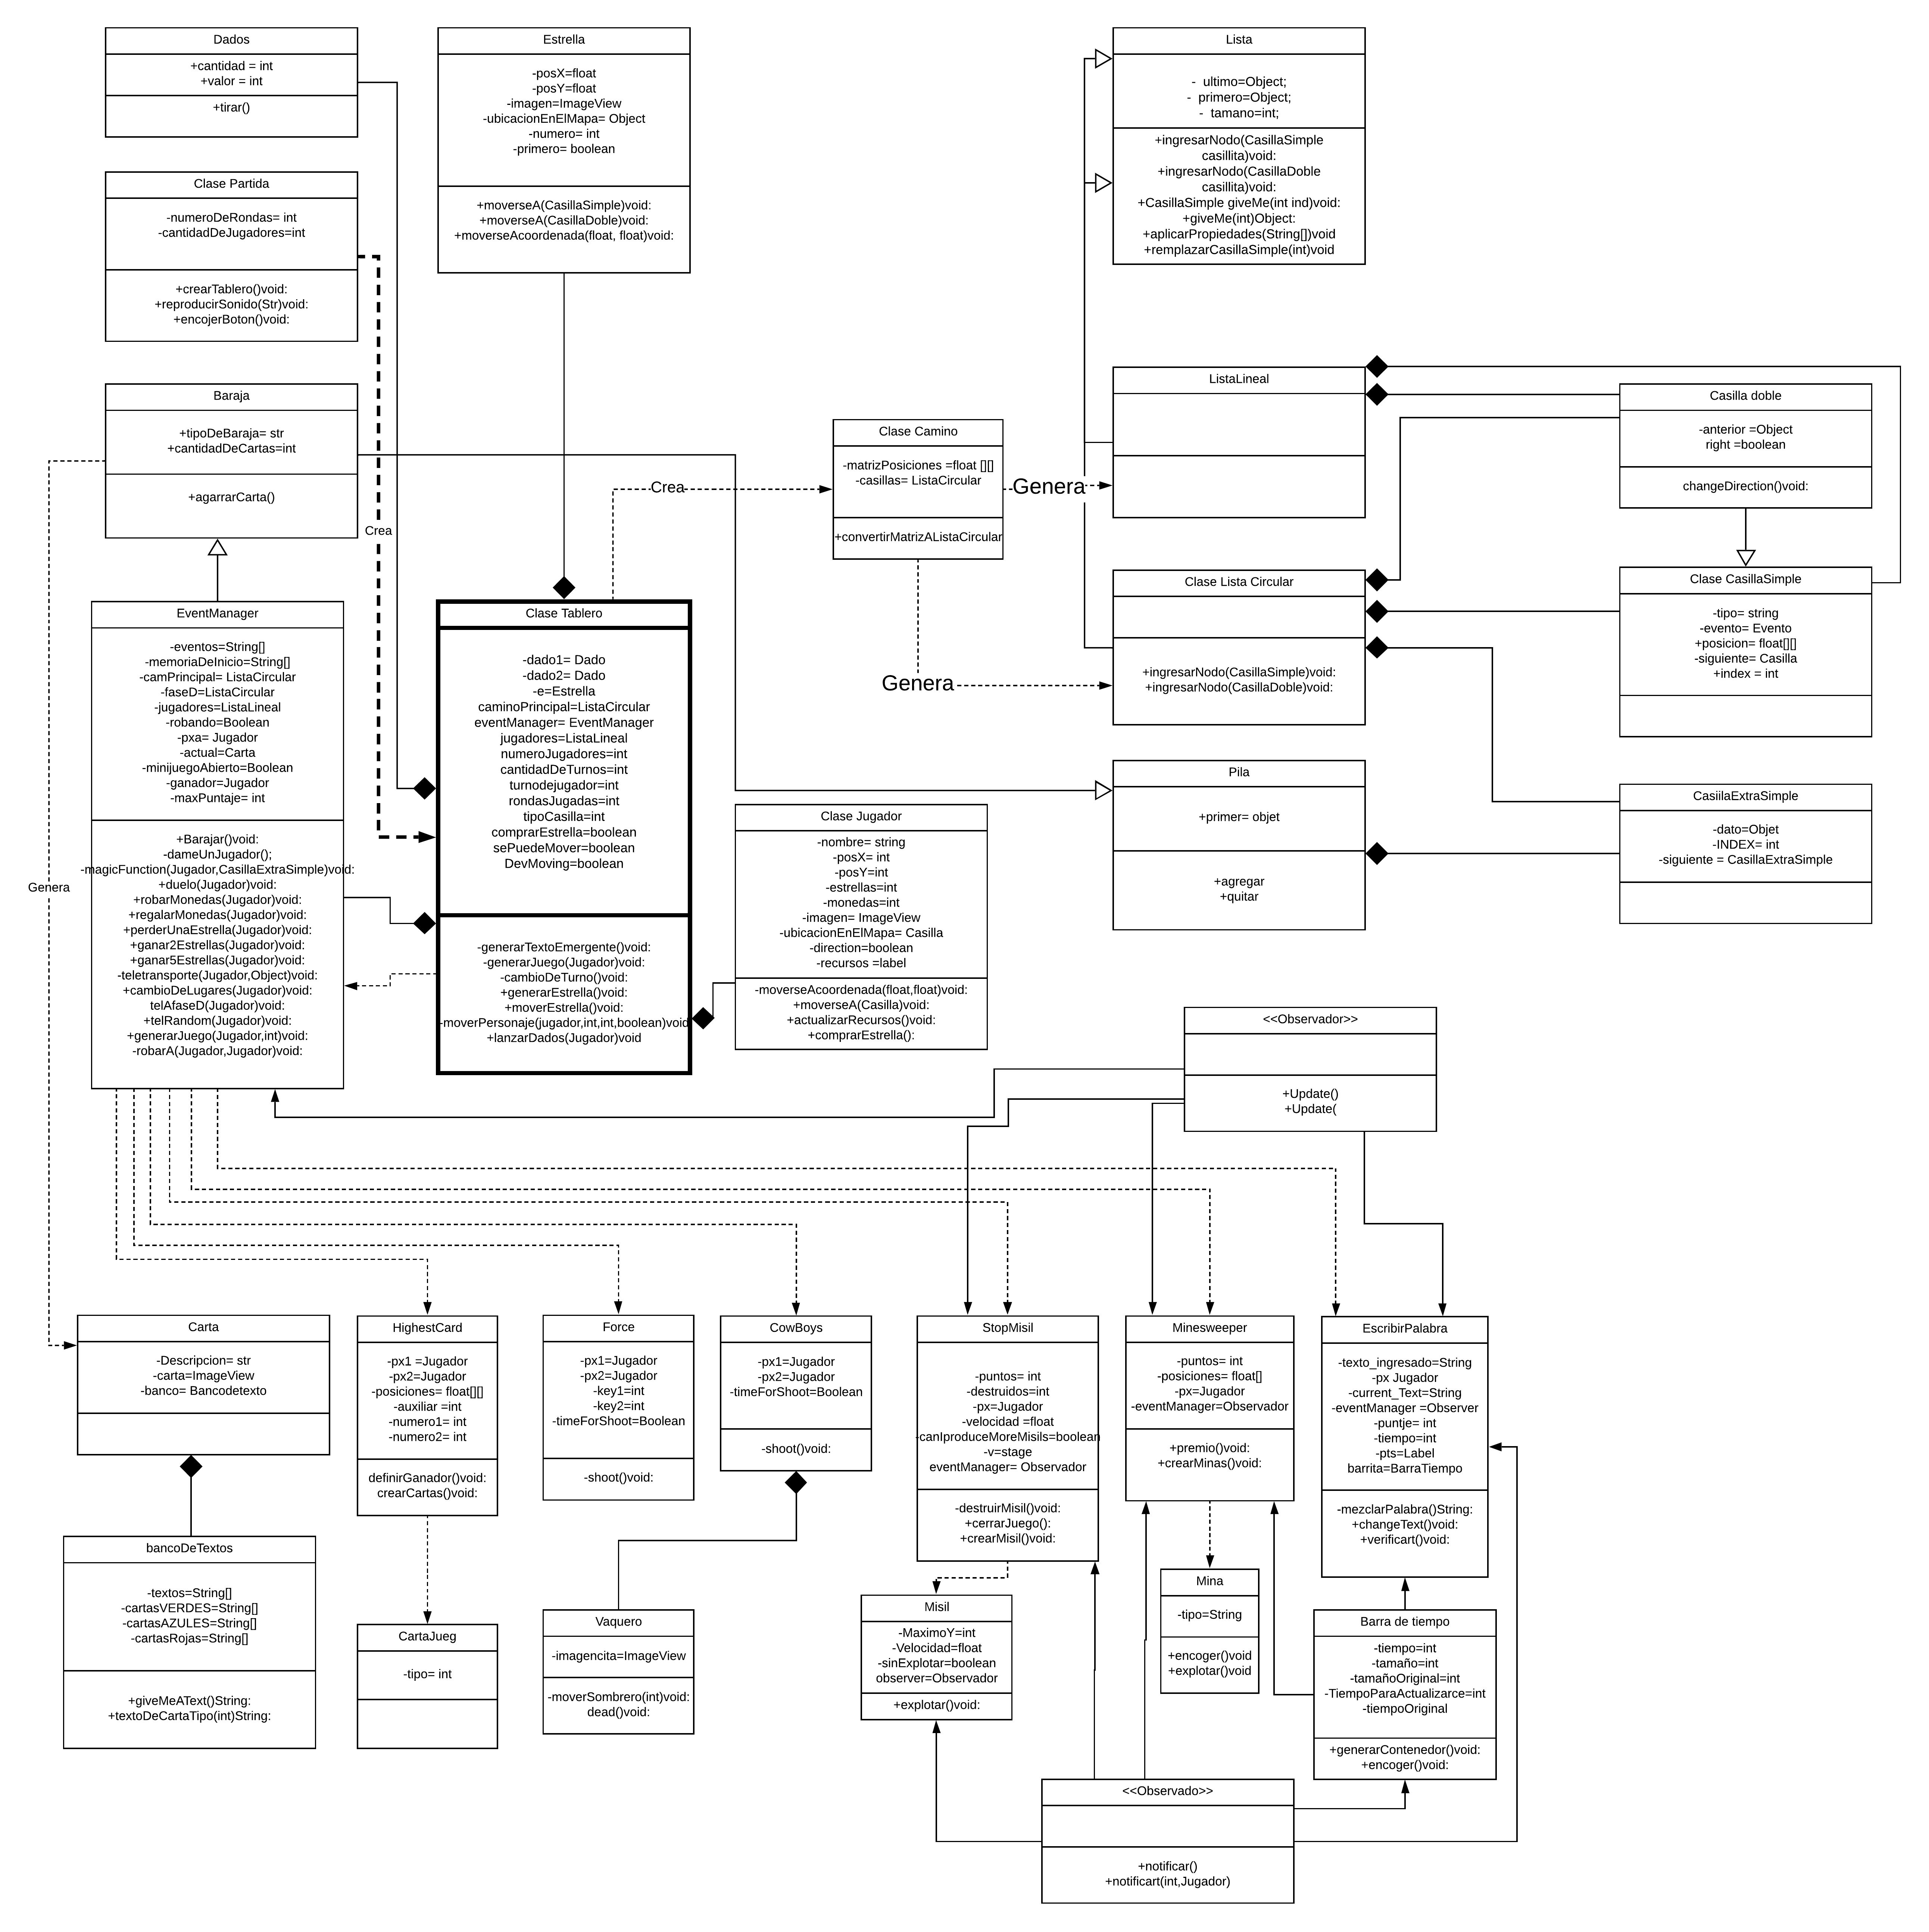 Dados
+cantidad = int
+valor = int
+tirar()
Estrella
-posX=float
-posY=float
-imagen=ImageView
-ubicacionEnElMapa= Object
-numero= int
-primero= boolean
+moverseA(CasillaSimple)void:
+moverseA(CasillaDoble)void:
+moverseAcoordenada(float, float)void:
Lista
- ultimo=Object;
- primero=Object;
- tamano=int;
+ingresarNodo(CasillaSimple
casillita)void:
+ingresarNodo(CasillaDoble
casillita)void:
+CasillaSimple giveMe(int ind)void:
+giveMe(int)Object:
+aplicarPropiedades(String[])void
+remplazarCasillaSimple(int)void
Clase Partida
-numeroDeRondas= int
-cantidadDeJugadores=int
+crearTablero()void:
+reproducirSonido(Str)void:
+encojerBoton()void:
Baraja
+tipoDeBaraja= str
+cantidadDeCartas=int
+agarrarCarta()
Crea
Clase Camino
-matrizPosiciones =float [][]
-casillas= ListaCircular
+convertirMatrizAListaCircular
Crea
Genera
Genera
ListaLineal
Casilla doble
-anterior =Object
right =boolean
changeDirection()void:
Clase Lista Circular
+ingresarNodo(CasillaSimple)void:
+ingresarNodo(CasillaDoble)void:
Clase CasillaSimple
-tipo= string
-evento= Evento
+posicion= float[][]
-siguiente= Casilla
+index = int
EventManager
-eventos=String[]
-memoriaDeInicio=String[]
-camPrincipal= ListaCircular
-faseD=ListaCircular
-jugadores=ListaLineal
-robando=Boolean
-pxa= Jugador
-actual=Carta
-minijuegoAbierto=Boolean
-ganador=Jugador
-maxPuntaje= int
+Barajar()void:
-dameUnJugador();
-magicFunction(Jugador,CasillaExtraSimple)void:
+duelo(Jugador)void:
+robarMonedas(Jugador)void:
+regalarMonedas(Jugador)void:
+perderUnaEstrella(Jugador)void:
+ganar2Estrellas(Jugador)void:
+ganar5Estrellas(Jugador)void:
-teletransporte(Jugador,Object)void:
+cambioDeLugares(Jugador)void:
telAfaseD(Jugador)void:
+telRandom(Jugador)void:
+generarJuego(Jugador,int)void:
-robarA(Jugador,Jugador)void:
Genera
Clase Tablero
-dado1= Dado
-dado2= Dado
-e=Estrella
caminoPrincipal=ListaCircular
eventManager= EventManager
jugadores=ListaLineal
numeroJugadores=int
cantidadDeTurnos=int
turnodejugador=int
rondasJugadas=int
tipoCasilla=int
comprarEstrella=boolean
sePuedeMover=boolean
DevMoving=boolean
-generarTextoEmergente()void:
-generarJuego(Jugador)void:
-cambioDeTurno()void:
+generarEstrella()void:
+moverEstrella()void:
-moverPersonaje(jugador,int,int,boolean)void
+lanzarDados(Jugador)void
Clase Jugador
-nombre= string
-posX= int
-posY=int
-estrellas=int
-monedas=int
-imagen= ImageView
-ubicacionEnElMapa= Casilla
-direction=boolean
-recursos =label
-moverseAcoordenada(float,float)void:
+moverseA(Casilla)void:
+actualizarRecursos()void:
+comprarEstrella():
Pila
+primer= objet
+agregar
+quitar
CasiilaExtraSimple
-dato=Objet
-INDEX= int
-siguiente = CasillaExtraSimple
<<Observador>>
+Update()
+Update(
Carta
-Descripcion= str
-carta=ImageView
-banco= Bancodetexto
HighestCard
-px1 =Jugador
-px2=Jugador
-posiciones= float[][]
-auxiliar =int
-numero1= int
-numero2= int
definirGanador()void:
crearCartas()void:
Force
-px1=Jugador
-px2=Jugador
-key1=int
-key2=int
-timeForShoot=Boolean
-shoot()void:
CowBoys
-px1=Jugador
-px2=Jugador
-timeForShoot=Boolean
-shoot()void:
StopMisil
-puntos= int
-destruidos=int
-px=Jugador
-velocidad =float
-canIproduceMoreMisils=boolean
-v=stage
eventManager= Observador
-destruirMisil()void:
+cerrarJuego():
+crearMisil()void:
Minesweeper
-puntos= int
-posiciones= float[]
-px=Jugador
-eventManager=Observador
+premio()void:
+crearMinas()void:
EscribirPalabra
-texto_ingresado=String
-px Jugador
-current_Text=String
-eventManager =Observer
-puntje= int
-tiempo=int
-pts=Label
barrita=BarraTiempo
-mezclarPalabra()String:
+changeText()void:
+verificart()void:
bancoDeTextos
-textos=String[]
-cartasVERDES=String[]
-cartasAZULES=String[]
-cartasRojas=String[]
+giveMeAText()String:
+textoDeCartaTipo(int)String:
CartaJueg
-tipo= int
Vaquero
-imagencita=ImageView
-moverSombrero(int)void:
dead()void:
Misil
-MaximoY=int
-Velocidad=float
-sinExplotar=boolean
observer=Observador
+explotar()void:
Mina
-tipo=String
+encoger()void
+explotar()void
Barra de tiempo
-tiempo=int
-tamaño=int
-tamañoOriginal=int
-TiempoParaActualizarce=int
-tiempoOriginal
+generarContenedor()void:
+encoger()void:
<<Observado>>
+notificar()
+notificart(int,Jugador)